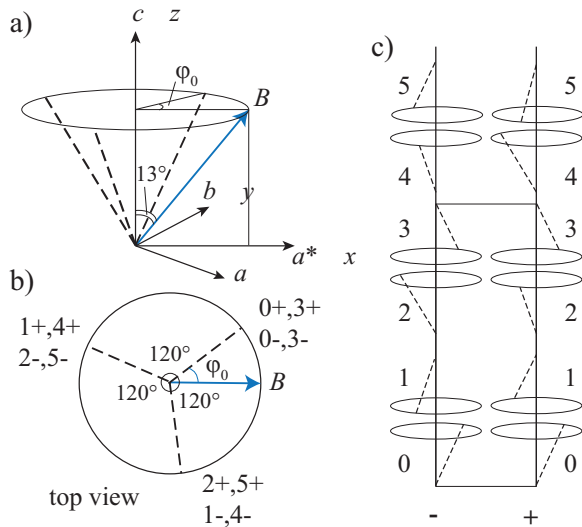 a)
c z
φ₀
B
13°
b
y
a* x
a
b)
0+,3+
0-,3-
1+,4+
2-,5-
120°
φ₀
B
120° 120°
2+,5+
1-,4-
top view
c)
5 5
4 4
3 3
2 2
1 1
0 0
- +